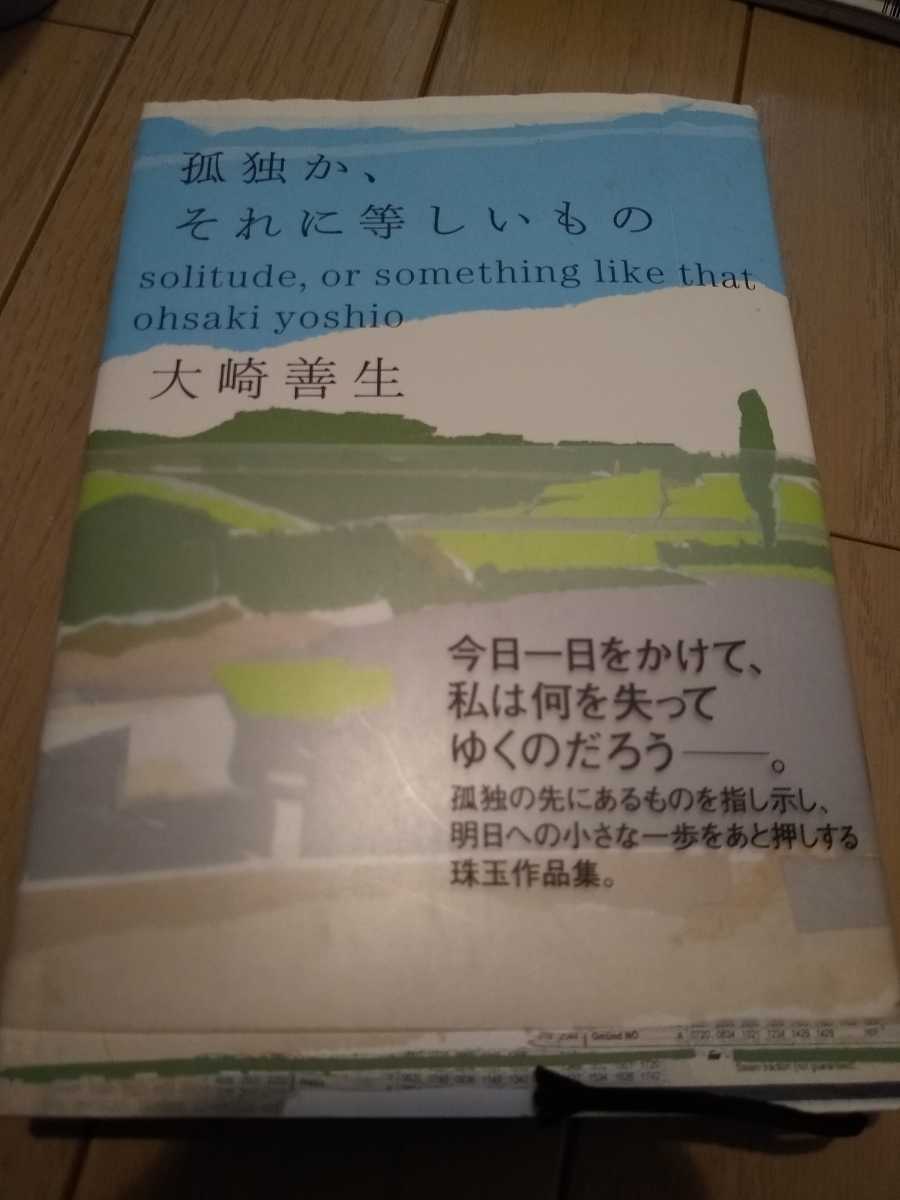 孤独か、
それに等しいもの
solitude, or something like that
ohsaki yoshio
大崎善生
今日一日をかけて、
私は何を失って
ゆくのだろう――。
孤独の先にあるものを指し示し、
明日への小さな一歩をあと押しする
珠玉作品集。